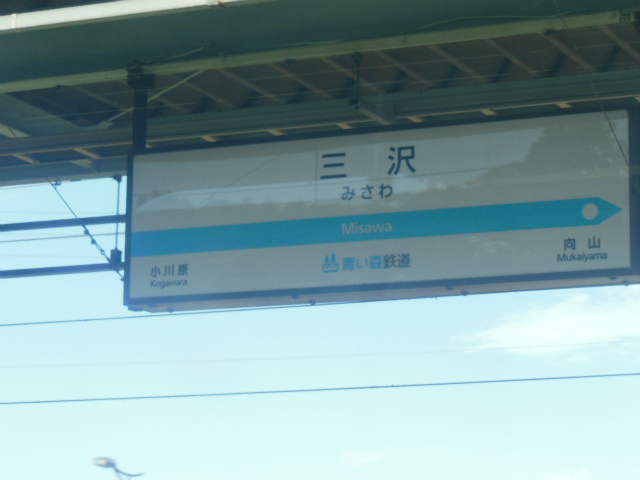 三沢
みさわ
Misawa
小川原
Kogawara
青い森鉄道
向山
Mukaiyama